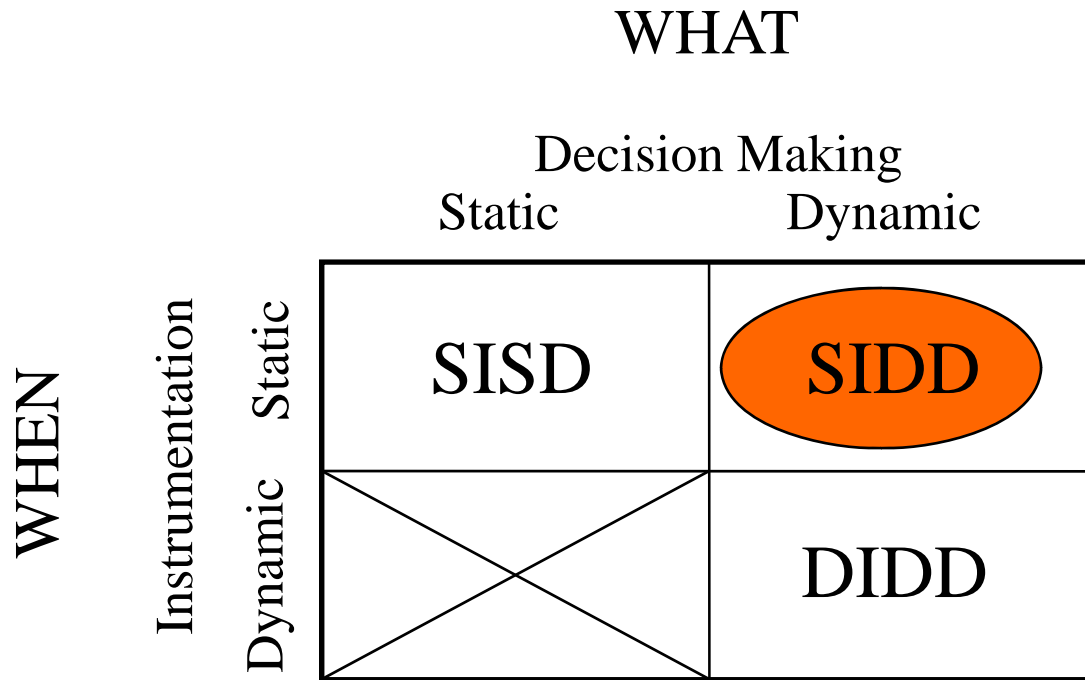 WHAT
Decision Making
Static Dynamic
WHEN
Instrumentation
Static
SISD SIDD
Dynamic
DIDD